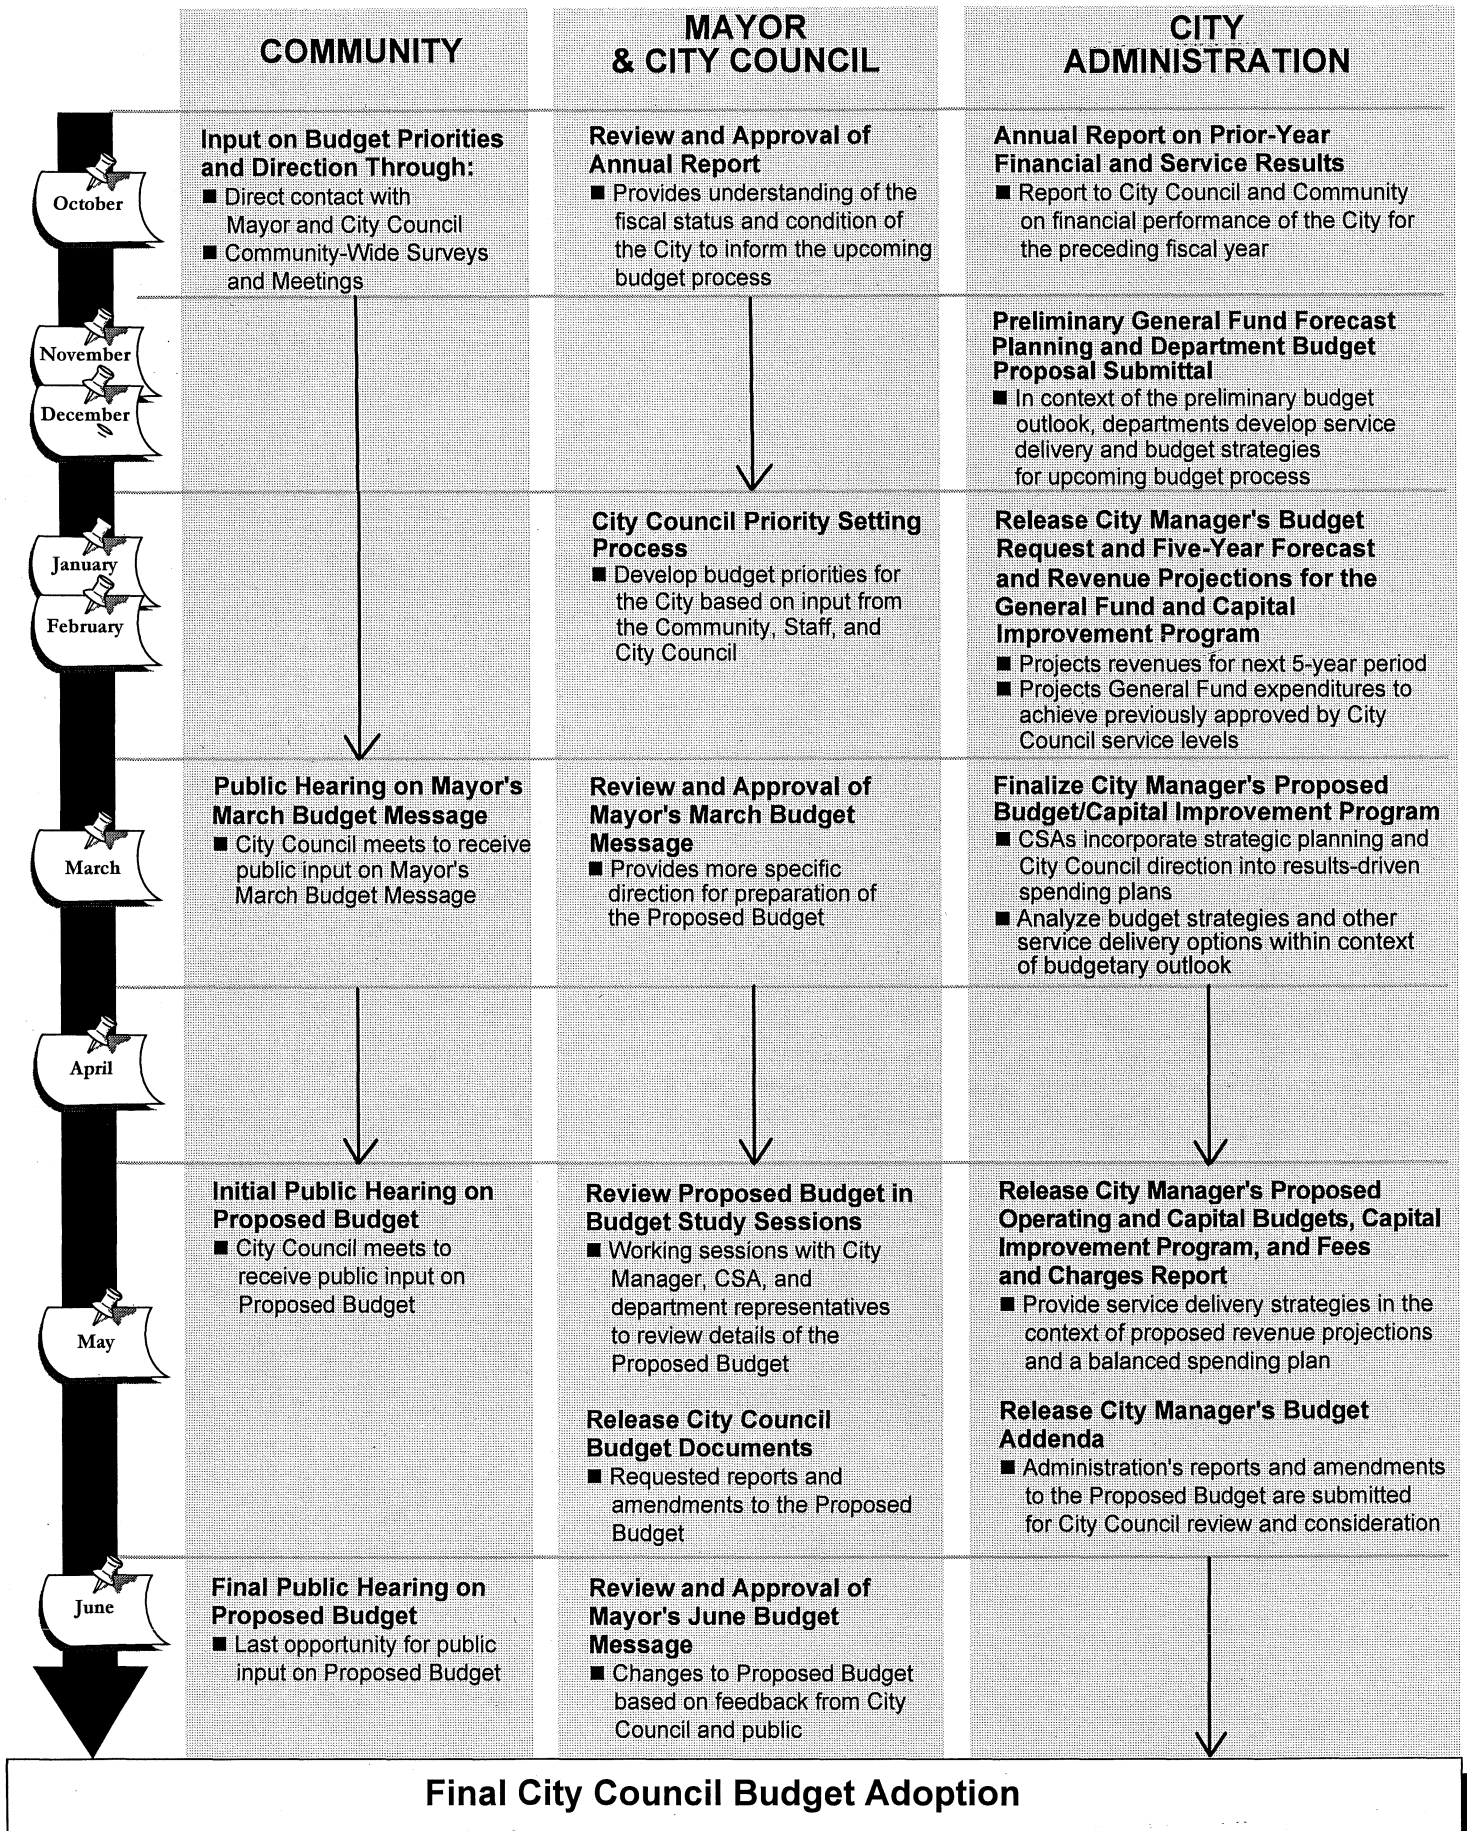 COMMUNITY
MAYOR
& CITY COUNCIL
CITY
ADMINISTRATION
October
Input on Budget Priorities
and Direction Through:
■ Direct contact with
Mayor and City Council
■ Community-Wide Surveys
and Meetings
Review and Approval of
Annual Report
■ Provides understanding of the
fiscal status and condition of
the City to inform the upcoming
budget process
Annual Report on Prior-Year
Financial and Service Results
■ Report to City Council and Community
on financial performance of the City for
the preceding fiscal year
November
December
Preliminary General Fund Forecast
Planning and Department Budget
Proposal Submittal
■ In context of the preliminary budget
outlook, departments develop service
delivery and budget strategies
for upcoming budget process
January
February
City Council Priority Setting
Process
■ Develop budget priorities for
the City based on input from
the Community, Staff, and
City Council
Release City Manager's Budget
Request and Five-Year Forecast
and Revenue Projections for the
General Fund and Capital
Improvement Program
■ Projects revenues for next 5-year period
■ Projects General Fund expenditures to
achieve previously approved by City
Council service levels
March
Public Hearing on Mayor's
March Budget Message
■ City Council meets to receive
public input on Mayor's
March Budget Message
Review and Approval of
Mayor's March Budget
Message
■ Provides more specific
direction for preparation of
the Proposed Budget
Finalize City Manager's Proposed
Budget/Capital Improvement Program
■ CSAs incorporate strategic planning and
City Council direction into results-driven
spending plans
■ Analyze budget strategies and other
service delivery options within context
of budgetary outlook
April
May
Initial Public Hearing on
Proposed Budget
■ City Council meets to
receive public input on
Proposed Budget
Review Proposed Budget in
Budget Study Sessions
■ Working sessions with City
Manager, CSA, and
department representatives
to review details of the
Proposed Budget
Release City Council
Budget Documents
■ Requested reports and
amendments to the Proposed
Budget
Release City Manager's Proposed
Operating and Capital Budgets, Capital
Improvement Program, and Fees
and Charges Report
■ Provide service delivery strategies in the
context of proposed revenue projections
and a balanced spending plan
Release City Manager's Budget
Addenda
■ Administration's reports and amendments
to the Proposed Budget are submitted
for City Council review and consideration
June
Final Public Hearing on
Proposed Budget
■ Last opportunity for public
input on Proposed Budget
Review and Approval of
Mayor's June Budget
Message
■ Changes to Proposed Budget
based on feedback from City
Council and public
Final City Council Budget Adoption